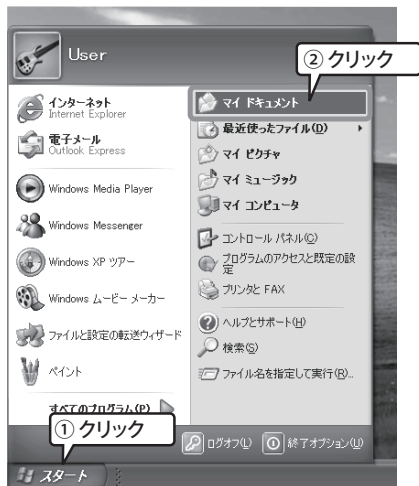 User
② クリック
インターネット
Internet Explorer
電子メール
Outlook Express
Windows Media Player
Windows Messenger
Windows XP ツアー
Windows ムービー メーカー
ファイルと設定の転送ウィザード
ペイント
すべてのプログラム(P)
マイ ドキュメント
最近使ったファイル(D)
マイ ピクチャ
マイ ミュージック
マイ コンピュータ
コントロール パネル(C)
プログラムのアクセスと既定の設
定
プリンタと FAX
ヘルプとサポート(H)
検索(S)
ファイル名を指定して実行(R)...
① クリック
ログオフ(L)
終了オプション(U)
スタート